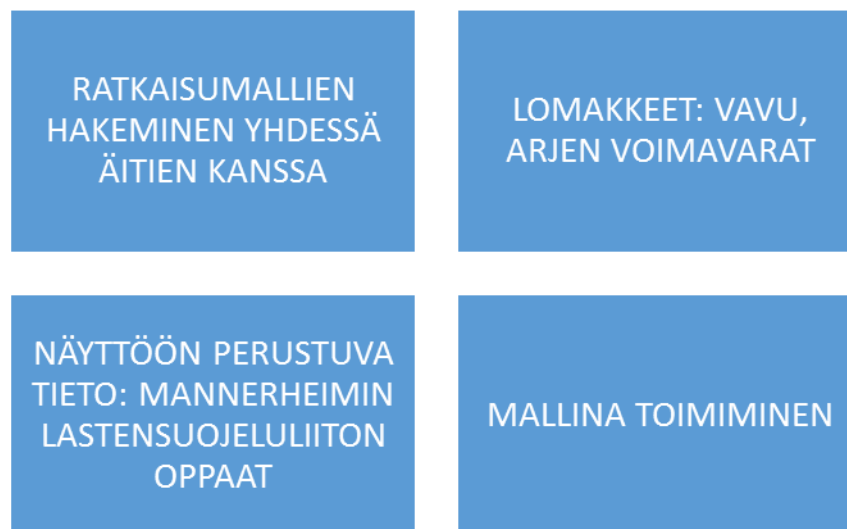 RATKAISUMALLIEN
HAKEMINEN YHDESSÄ
ÄITIEN KANSSA
LOMAKKEET: VAVU,
ARJEN VOIMAVARAT
NÄYTTÖÖN PERUSTUVA
TIETO: MANNERHEIMIN
LASTENSUOJELULIITON
OPPAAT
MALLINA TOIMIMINEN